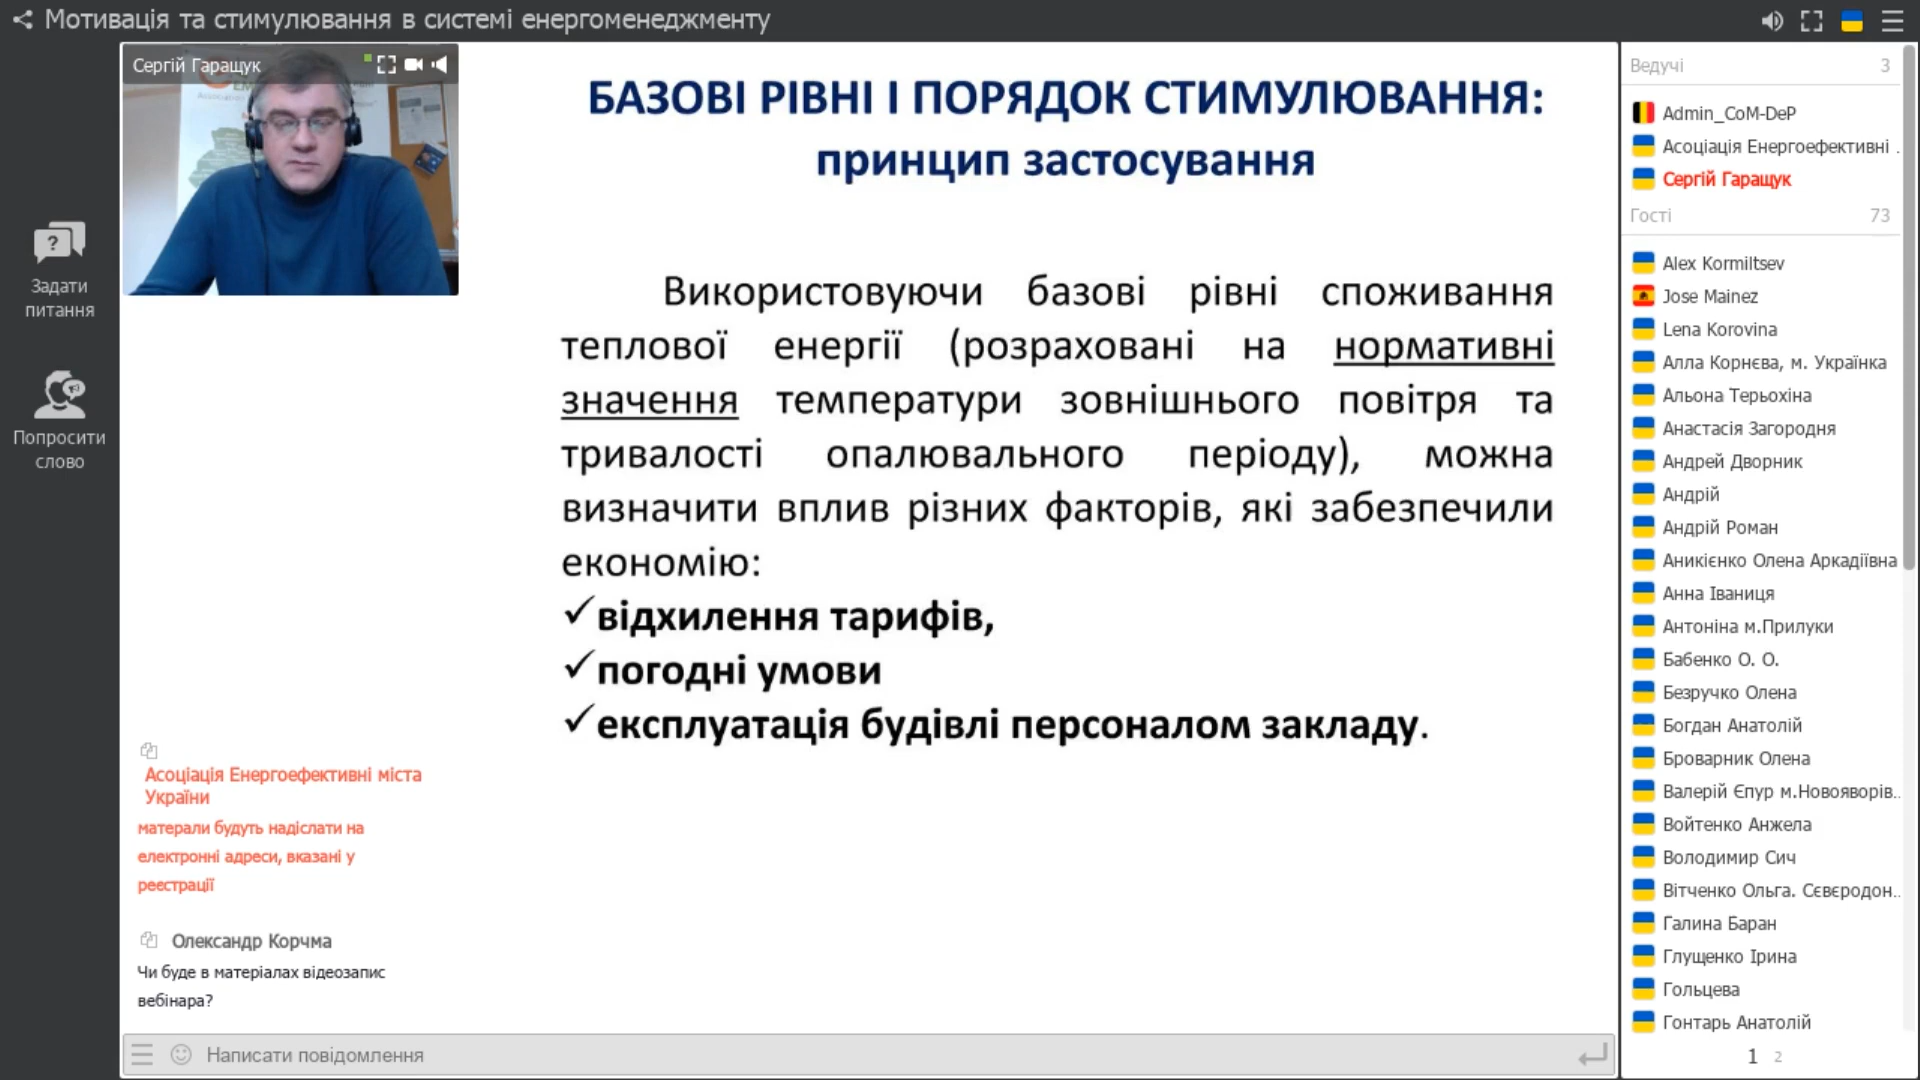 Мотивація та стимулювання в системі енергоменеджменту
Сергій Гаращук
Задати
питання
Попросити
слово
БАЗОВІ РІВНІ І ПОРЯДОК СТИМУЛЮВАННЯ:
принцип застосування
Використовуючи базові рівні споживання
теплової енергії (розраховані на нормативні
значення температури зовнішнього повітря та
тривалості опалювального періоду), можна
визначити вплив різних факторів, які забезпечили
економію:
✓відхилення тарифів,
✓погодні умови
✓експлуатація будівлі персоналом закладу.
Асоціація Енергоефективні міста
України
матерали будуть надіслати на
електронні адреси, вказані у
реєстрації
Олександр Корчма
Чи буде в матеріалах відеозапис
вебінара?
Написати повідомлення
Ведучі 3
Admin_CoM-DeP
Асоціація Енергоефективні .
Сергій Гаращук
Гості 73
Alex Kormiltsev
Jose Mainez
Lena Korovina
Алла Корнєва, м. Українка
Альона Терьохіна
Анастасія Загородня
Андрей Дворник
Андрій
Андрій Роман
Аникієнко Олена Аркадіївна
Анна Іваниця
Антоніна м.Прилуки
Бабенко О. О.
Безручко Олена
Богдан Анатолій
Броварник Олена
Валерій Єпур м.Новояворів..
Войтенко Анжела
Володимир Сич
Вітченко Ольга. Сєвєродон..
Галина Баран
Глущенко Ірина
Гольцева
Гонтарь Анатолій
1 2